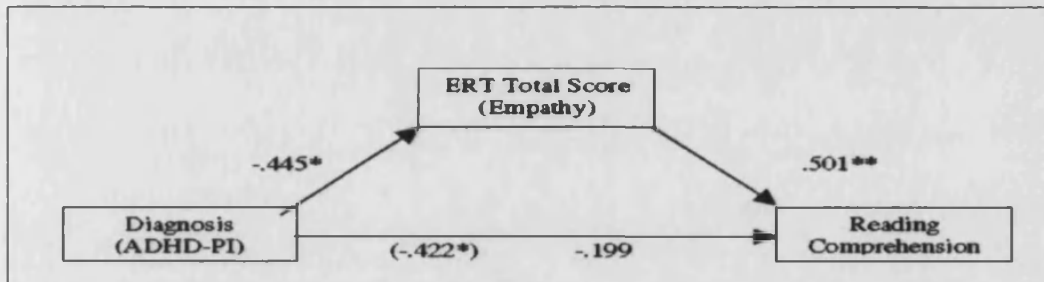 ERT Total Score
(Empathy)
-.445*
.501**
Diagnosis
(ADHD-PI)
(-.422*)
-.199
Reading
Comprehension